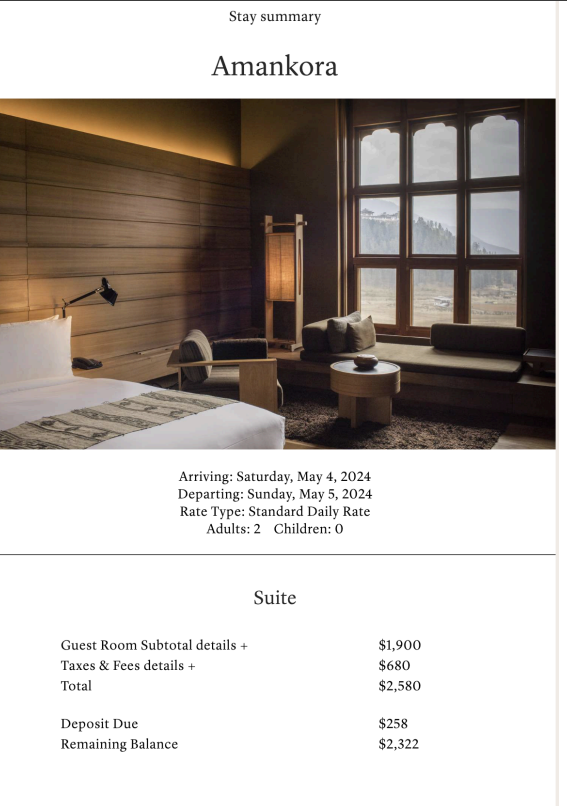 Stay summary
Amankora
Arriving: Saturday, May 4, 2024
Departing: Sunday, May 5, 2024
Rate Type: Standard Daily Rate
Adults: 2 Children: 0
Suite
Guest Room Subtotal details + $1,900
Taxes & Fees details + $680
Total $2,580
Deposit Due $258
Remaining Balance $2,322